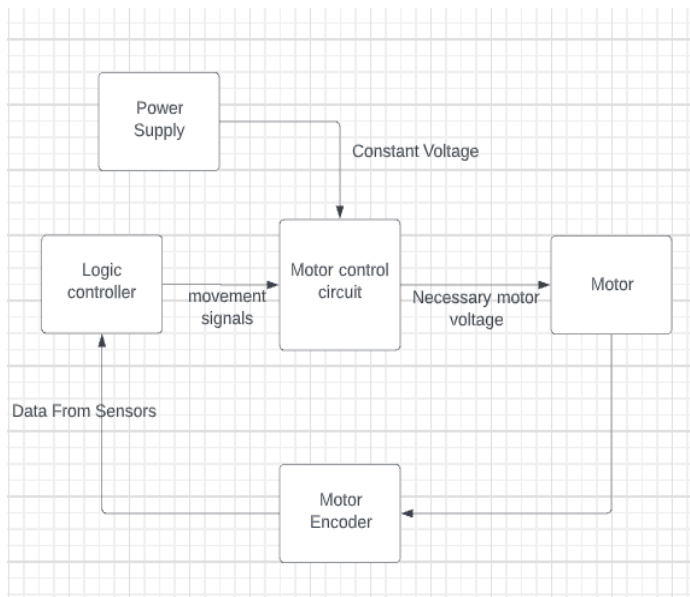 Power
Supply
Constant Voltage
Logic
controller
movement
signals
Motor control
circuit
Necessary motor
voltage
Motor
Data From Sensors
Motor
Encoder